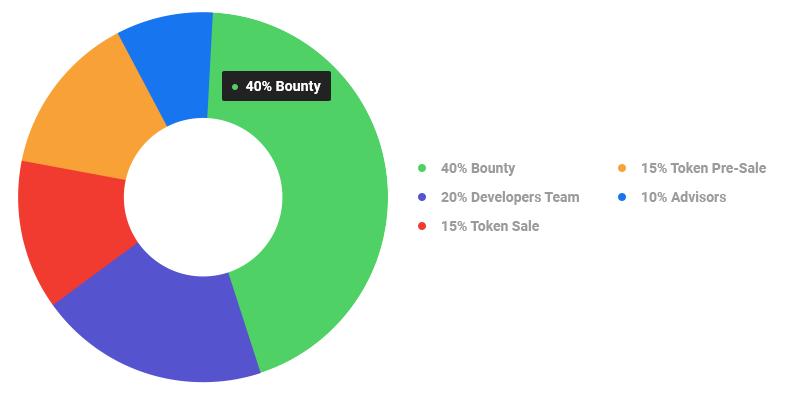 40% Bounty
40% Bounty
20% Developers Team
15% Token Sale
15% Token Pre-Sale
10% Advisors